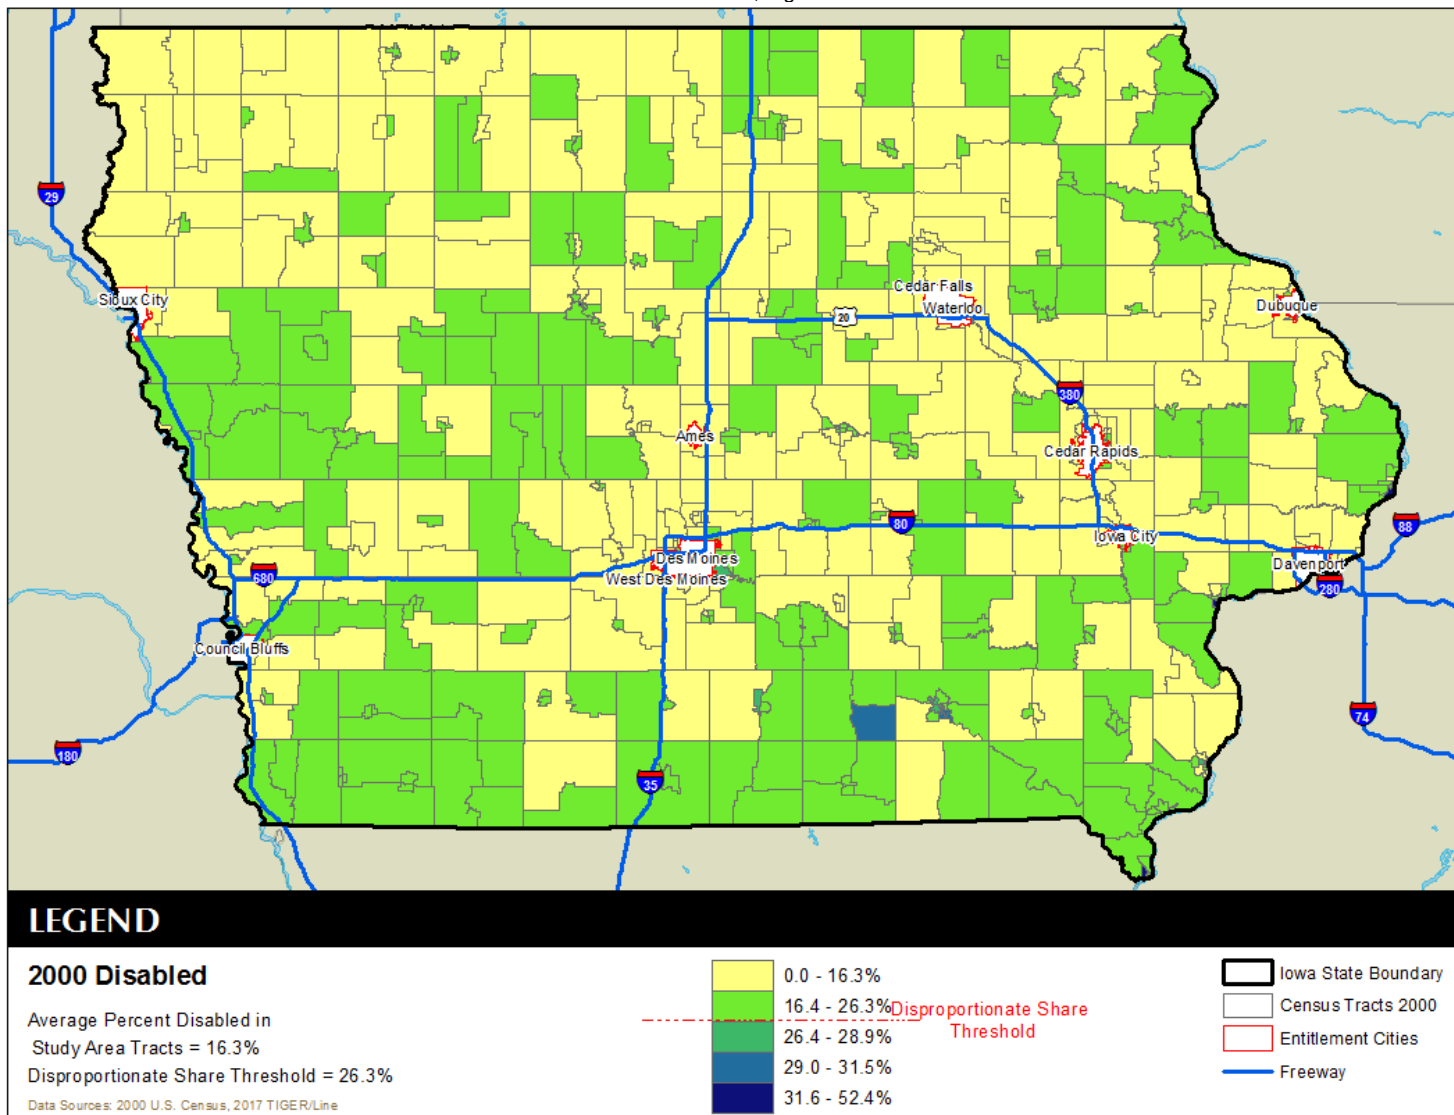 29
Sioux City
Cedar Falls
Waterloo
20
Dubuque
380
Ames
Cedar Rapids
80
88
Iowa City
Des Moines
West Des Moines
Davenport
680
280
Council Bluffs
74
180
35
LEGEND
2000 Disabled
Average Percent Disabled in
Study Area Tracts = 16.3%
Disproportionate Share Threshold = 26.3%
Data Sources: 2000 U.S. Census, 2017 TIGER/Line
0.0 - 16.3%
16.4 - 26.3%
Disproportionate Share
Threshold
26.4 - 28.9%
29.0 - 31.5%
31.6 - 52.4%
Iowa State Boundary
Census Tracts 2000
Entitlement Cities
Freeway